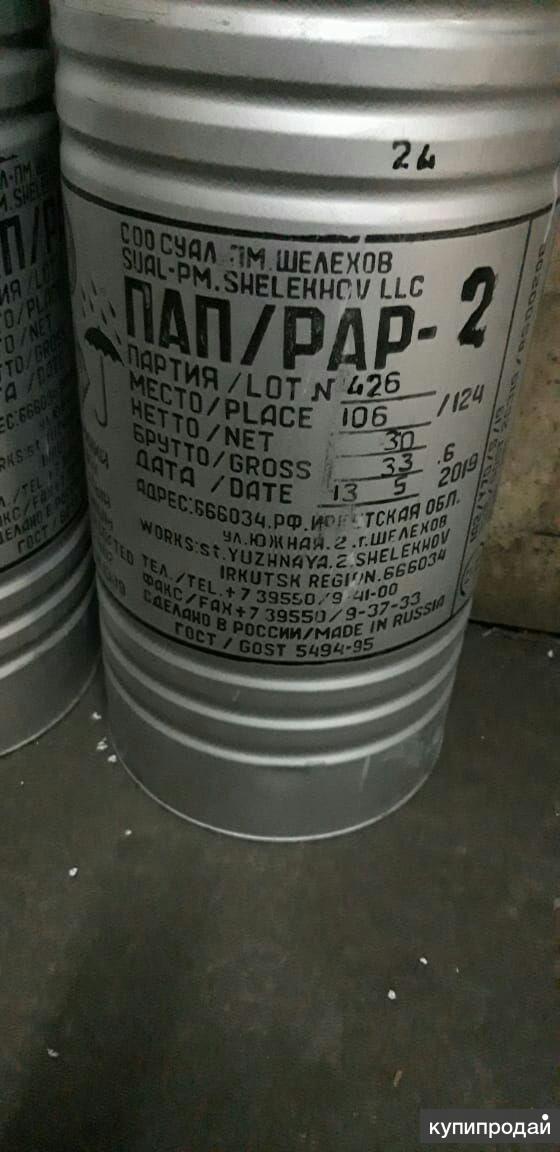 24
СОО СУАЛ ПМ. ШЕЛЕХОВ
SUAL-PM. SHELEKHOV LLC
ПАП/PAP-2
ПАРТИЯ/LOT N 426
МЕСТО/PLACE 106 /124
НЕТТО/NET 30
БРУТТО/GROSS 33 .6
ДАТА/DATE 13 5 2019
АДРЕС:666034.РФ.ИРКУТСКАЯ ОБЛ.
УЛ.ЮЖНАЯ.2.Г.ШЕЛЕХОВ
WORKS:st.YUZHNAYA.2.SHELEKHOV
IRKUTSK REGION.666034
ТЕЛ./TEL.+7 39550/9-41-00
ФАКС/FAX+7 39550/9-37-33
СДЕЛАНО В РОССИИ/MADE IN RUSSIA
ГОСТ/GOST 5494-95
купипродай